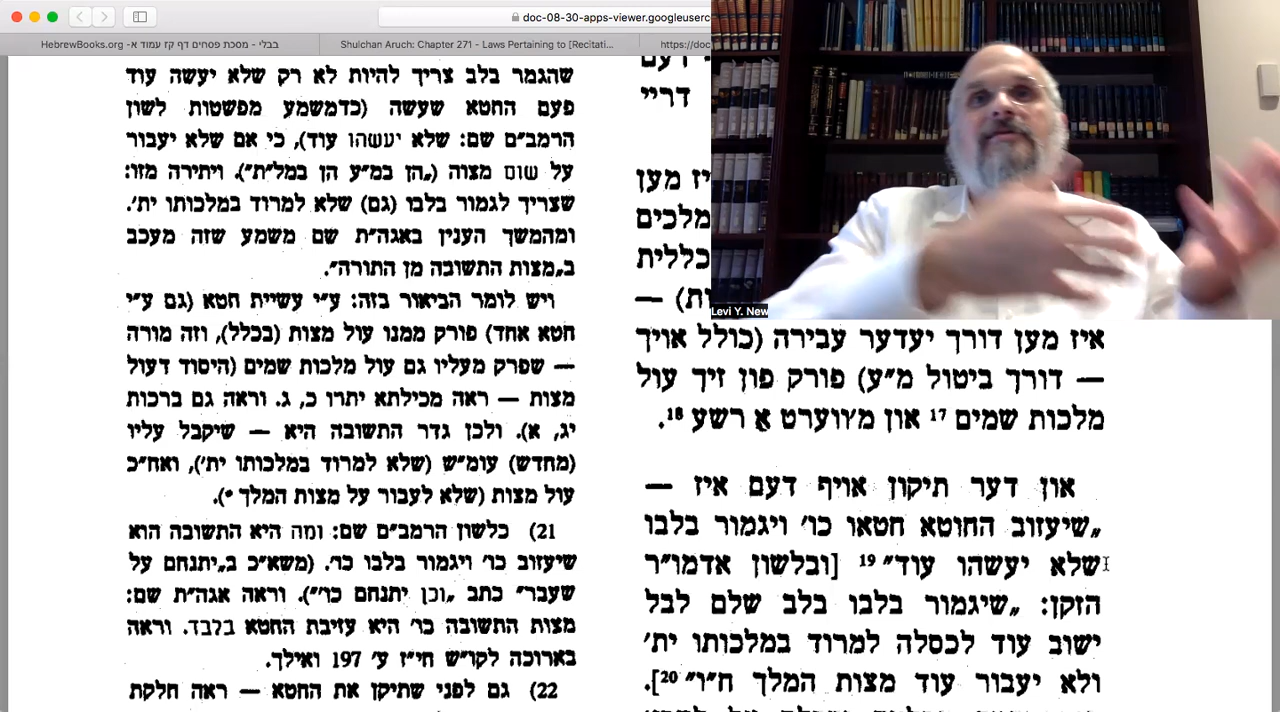 doc-08-30-apps-viewer.googleuserco
HebrewBooks.org - בבלי - מסכת פסחים דף קז עמוד א
Shulchan Aruch: Chapter 271 - Laws Pertaining to [Recitati...
https://doc
שהגמר בלב צריך להיות לא רק שלא יעשה עוד
פעם החטא שעשה (כדמשמע מפשטות לשון
הרמב״ם שם: שלא יעשהו עוד), כי אם שלא יעבור
על שום מצוה („הן במ״ע הן במל״ת״). ויתירה מזו:
שצריך לגמור בלבו (גם) שלא למרוד במלכותו ית׳.
ומהמשך הענין באגה״ת שם משמע שזה מעכב
ב„מצות התשובה מן התורה״.
ויש לומר הביאור בזה: ע״י עשיית חטא (גם ע״י
חטא אחד) פורק ממנו עול מצות (בכלל), וזה מורה
— שפרק מעליו גם עול מלכות שמים (היסוד דעול
מצות — ראה מכילתא יתרו כ, ג. וראה גם ברכות
יג, א). ולכן גדר התשובה היא — שיקבל עליו
(מחדש) עומ״ש (שלא למרוד במלכותו ית׳), ואח״כ
עול מצות (שלא לעבור על מצות המלך*).
21) כלשון הרמב״ם שם: ומה היא התשובה הוא
שיעזוב כו׳ ויגמור בלבו כו׳. (משא״כ ב„יתנחם על
שעבר״ כתב „וכן יתנחם כו׳״). וראה אגה״ת שם:
מצות התשובה כו׳ היא עזיבת החטא בלבד. וראה
בארוכה לקו״ש חי״ז ע׳ 197 ואילך.
22) גם לפני שתיקן את החטא — ראה חלקת
דעם
דריי
יז מען
מלכים
כללית
ות) —
איז מען דורך יעדער עבירה (כולל אויך
— דורך ביטול מ״ע) פורק פון זיך עול
מלכות שמים 17 און מ׳ווערט א רשע 18.
און דער תיקון אויף דעם איז —
„שיעזוב החוטא חטאו כו׳ ויגמור בלבו
שלא יעשהו עוד״ 19 [ובלשון אדמו״ר
הזקן: „שיגמור בלבו בלב שלם לבל
ישוב עוד לכסלה למרוד במלכותו ית׳
ולא יעבור עוד מצות המלך ח״ו״ 20].
Levi Y. New